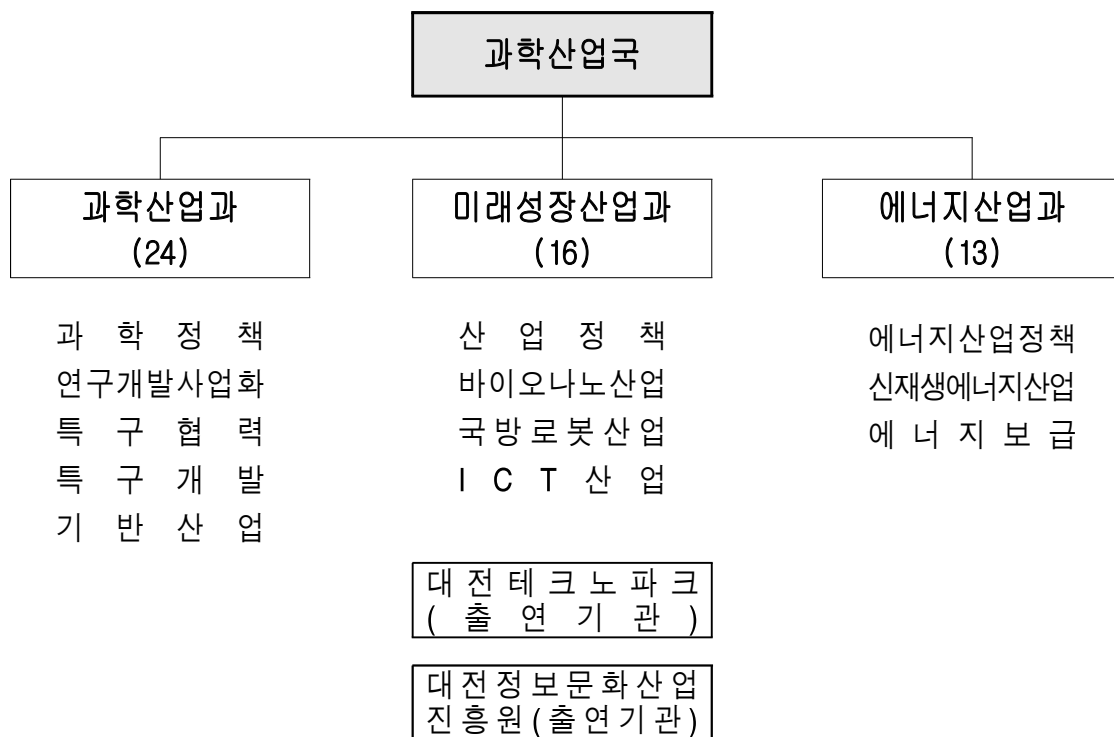 과학산업국
과학산업과
(24)
미래성장산업과
(16)
에너지산업과
(13)
과학정책
연구개발사업화
특구협력
특구개발
기반산업
산업정책
바이오나노산업
국방로봇산업
ICT산업
에너지산업정책
신재생에너지산업
에너지보급
대전테크노파크
(출연기관)
대전정보문화산업
진흥원(출연기관)